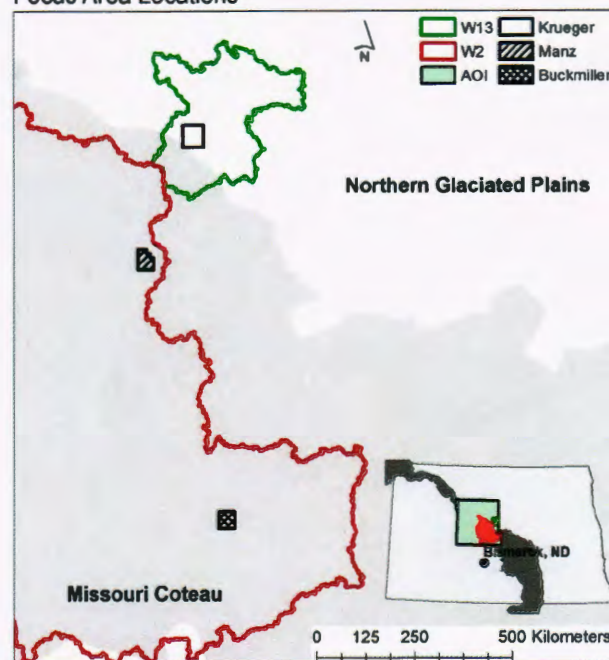 Focus Area Locations
N
W13 Krueger
W2 Manz
AOI Buckmiller
Northern Glaciated Plains
Missouri Coteau
Bismarck, ND
0 125 250 500 Kilometers